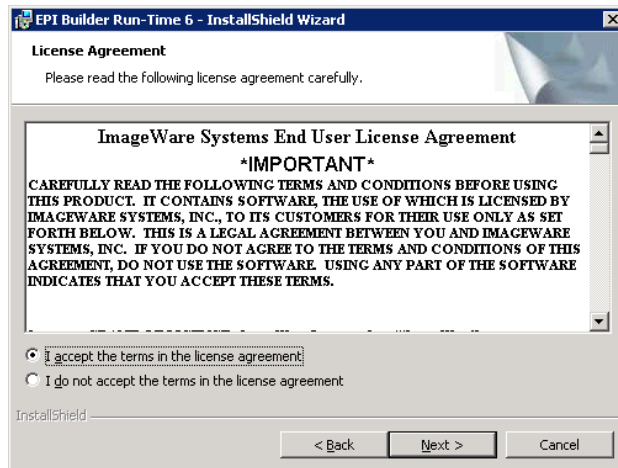 EPI Builder Run-Time 6 - InstallShield Wizard
License Agreement
Please read the following license agreement carefully.
ImageWare Systems End User License Agreement
*IMPORTANT*
CAREFULLY READ THE FOLLOWING TERMS AND CONDITIONS BEFORE USING
THIS PRODUCT. IT CONTAINS SOFTWARE, THE USE OF WHICH IS LICENSED BY
IMAGEWARE SYSTEMS, INC., TO ITS CUSTOMERS FOR THEIR USE ONLY AS SET
FORTH BELOW. THIS IS A LEGAL AGREEMENT BETWEEN YOU AND IMAGEWARE
SYSTEMS, INC. IF YOU DO NOT AGREE TO THE TERMS AND CONDITIONS OF THIS
AGREEMENT, DO NOT USE THE SOFTWARE. USING ANY PART OF THE SOFTWARE
INDICATES THAT YOU ACCEPT THESE TERMS.
I accept the terms in the license agreement
I do not accept the terms in the license agreement
InstallShield
< Back Next > Cancel